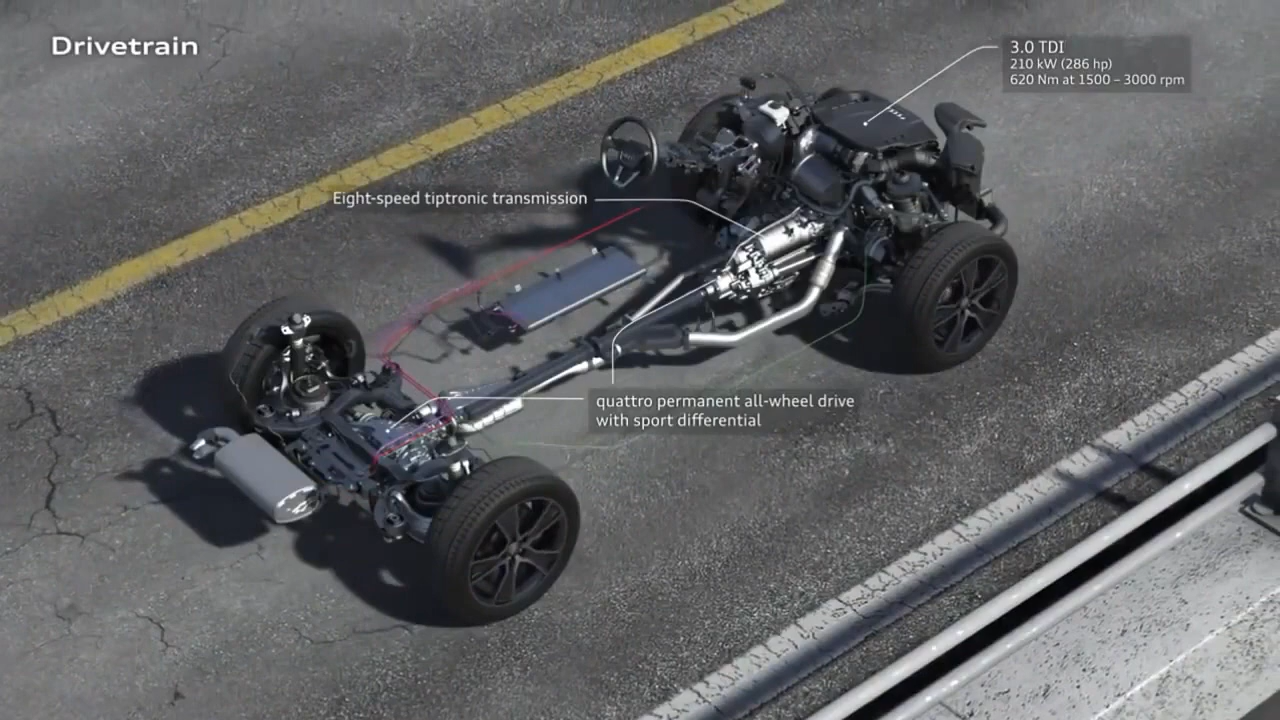 Drivetrain
3.0 TDI
210 kW (286 hp)
620 Nm at 1500 – 3000 rpm
Eight-speed tiptronic transmission
quattro permanent all-wheel drive
with sport differential